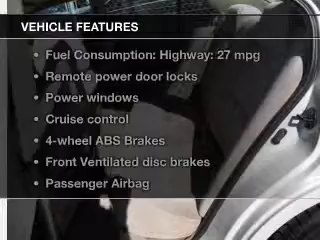 VEHICLE FEATURES
• Fuel Consumption: Highway: 27 mpg
• Remote power door locks
• Power windows
• Cruise control
• 4-wheel ABS Brakes
• Front Ventilated disc brakes
• Passenger Airbag